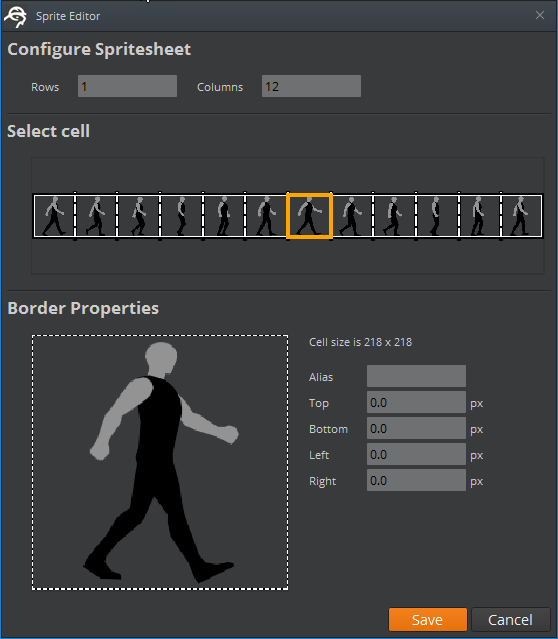 Sprite Editor
Configure Spritesheet
Rows 1 Columns 12
Select cell
Border Properties
Cell size is 218 x 218
Alias
Top 0.0 px
Bottom 0.0 px
Left 0.0 px
Right 0.0 px
Save Cancel